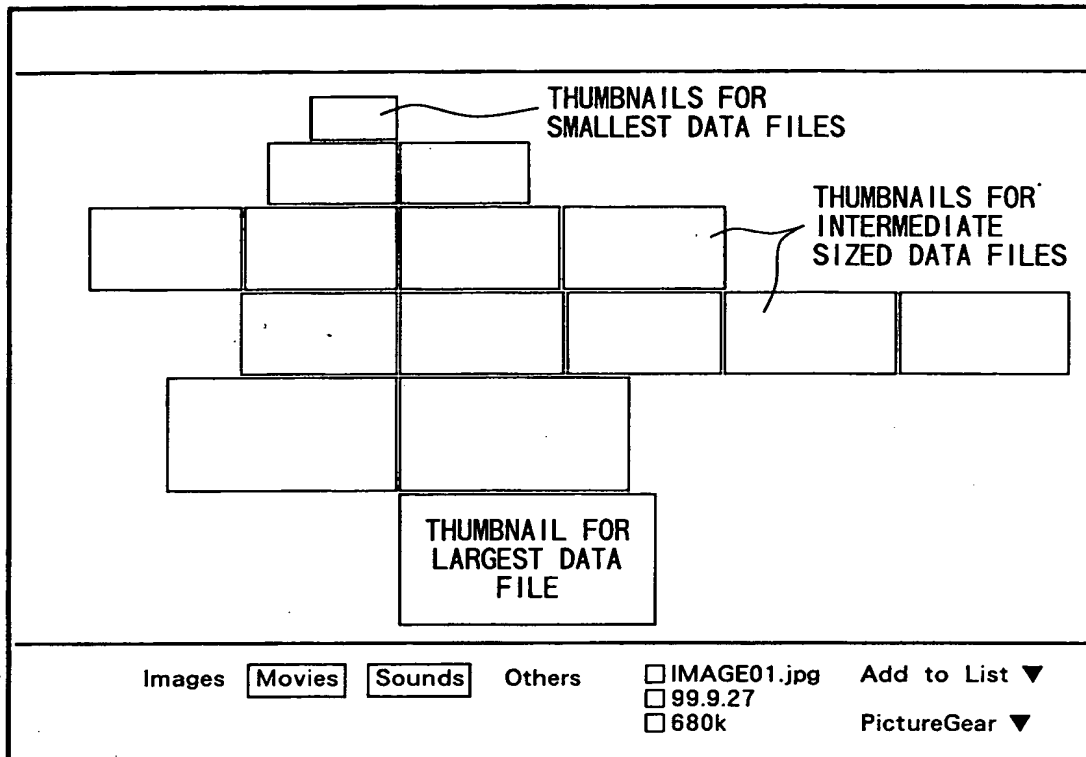 THUMBNAILS FOR
SMALLEST DATA FILES
THUMBNAILS FOR
INTERMEDIATE
SIZED DATA FILES
THUMBNAIL FOR
LARGEST DATA
FILE
Images Movies Sounds Others
IMAGE01.jpg
99.9.27
680k
Add to List ▼
PictureGear ▼